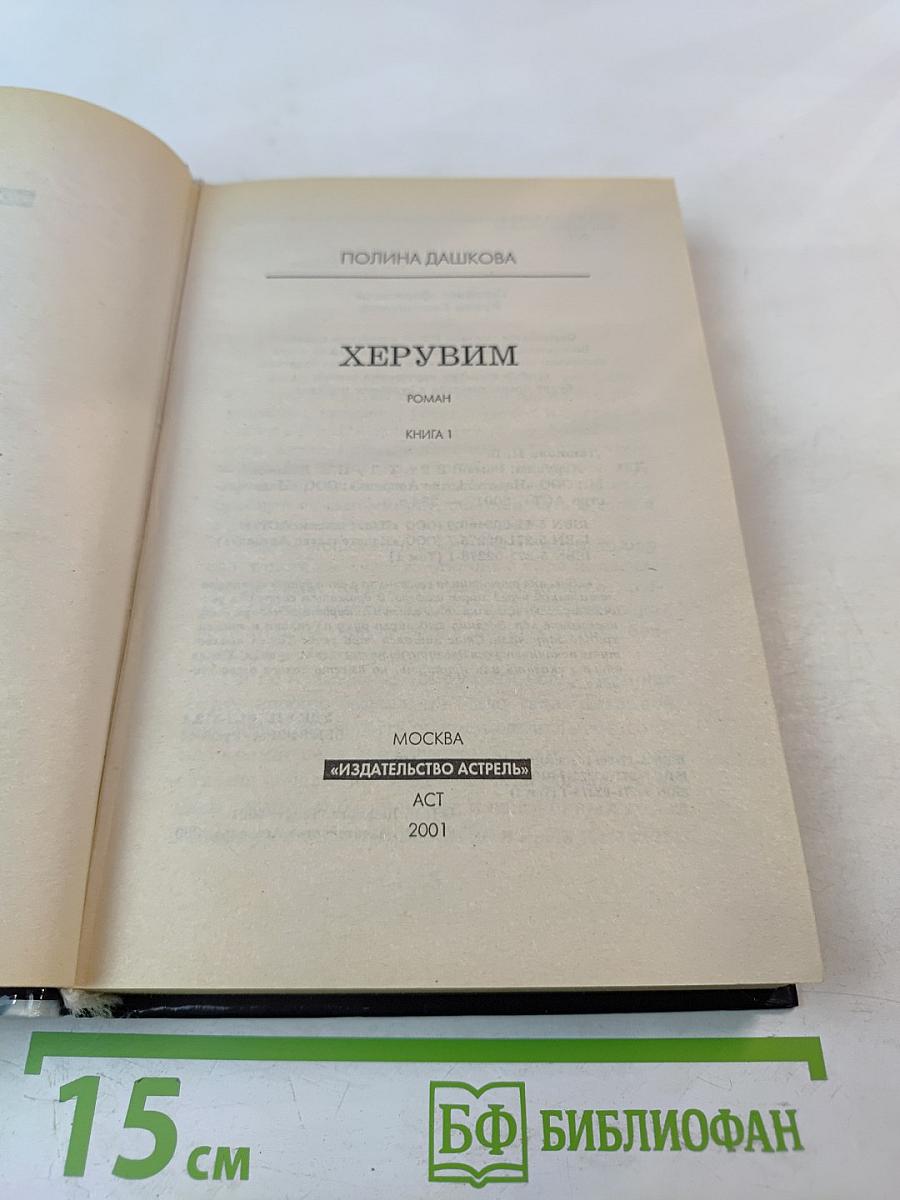 ПОЛИНА ДАШКОВА
ХЕРУВИМ
РОМАН
КНИГА 1
МОСКВА
«ИЗДАТЕЛЬСТВО АСТРЕЛЬ»
АСТ
2001
15 см
БФ БИБЛИОФАН